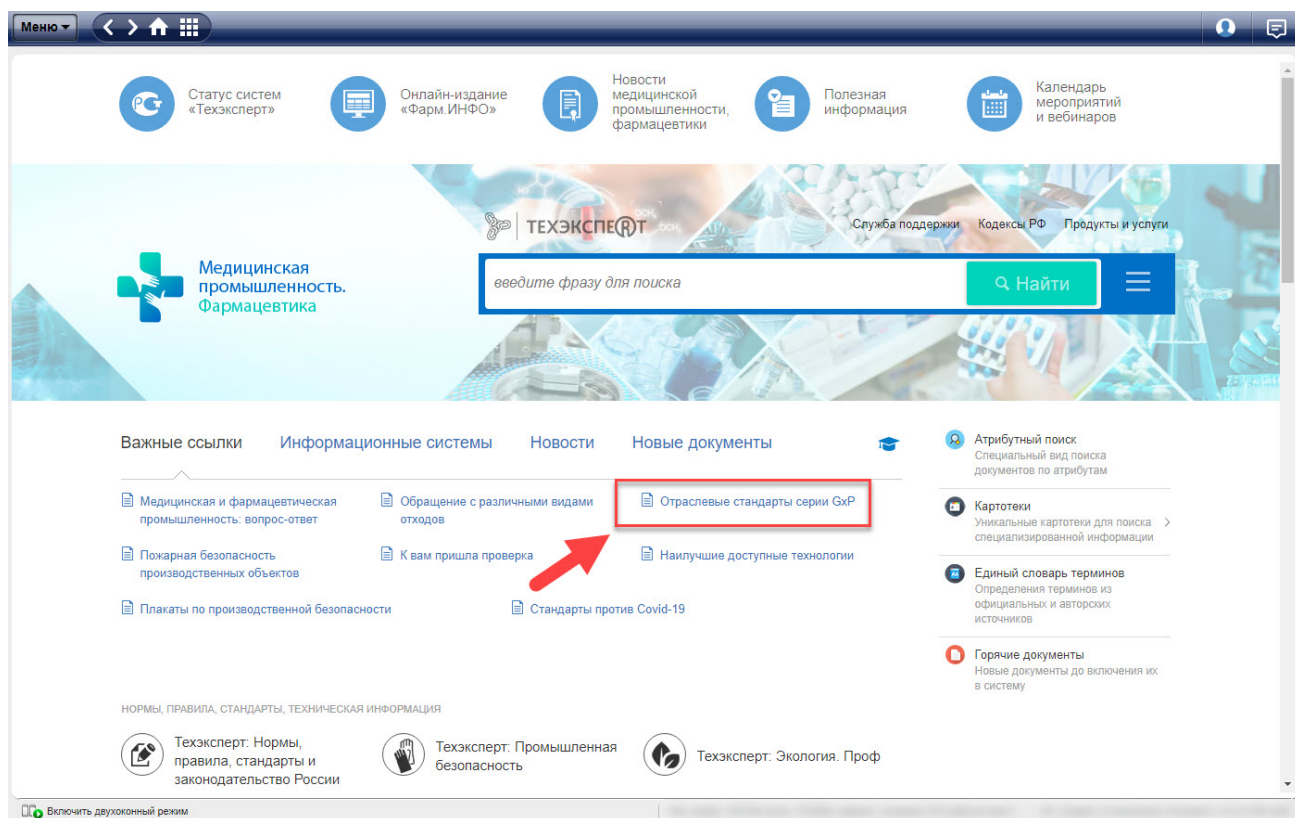 Меню
Статус систем
«Техэксперт»
Онлайн-издание
«Фарм.ИНФО»
Новости
медицинской
промышленности,
фармацевтики
Полезная
информация
Календарь
мероприятий
и вебинаров
ТЕХЭКСПЕ®Т
Служба поддержки Кодексы РФ Продукты и услуги
Медицинская
промышленность.
Фармацевтика
введите фразу для поиска
Найти
Важные ссылки Информационные системы Новости Новые документы
Медицинская и фармацевтическая
промышленность: вопрос-ответ
Обращение с различными видами
отходов
Отраслевые стандарты серии GxP
Пожарная безопасность
производственных объектов
К вам пришла проверка
Наилучшие доступные технологии
Плакаты по производственной безопасности
Стандарты против Covid-19
Атрибутный поиск
Специальный вид поиска
документов по атрибутам
Картотеки
Уникальные картотеки для поиска
специализированной информации
Единый словарь терминов
Определения терминов из
официальных и авторских
источников
Горячие документы
Новые документы до включения их
в систему
НОРМЫ, ПРАВИЛА, СТАНДАРТЫ, ТЕХНИЧЕСКАЯ ИНФОРМАЦИЯ
Техэксперт: Нормы,
правила, стандарты и
законодательство России
Техэксперт: Промышленная
безопасность
Техэксперт: Экология. Проф
Включить двухоконный режим